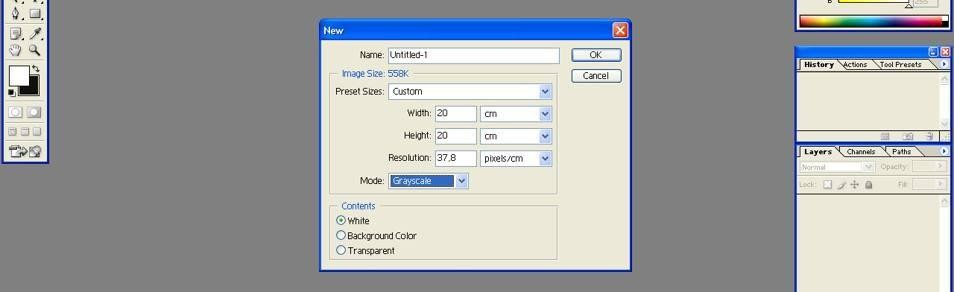 New
Name: Untitled-1
OK
Image Size: 558K
Cancel
Preset Sizes: Custom
Width: 20 cm
Height: 20 cm
Resolution: 37,8 pixels/cm
Mode: Grayscale
Contents
White
Background Color
Transparent
255
History Actions Tool Presets
Layers Channels Paths
Normal Opacity:
Lock: Fill: